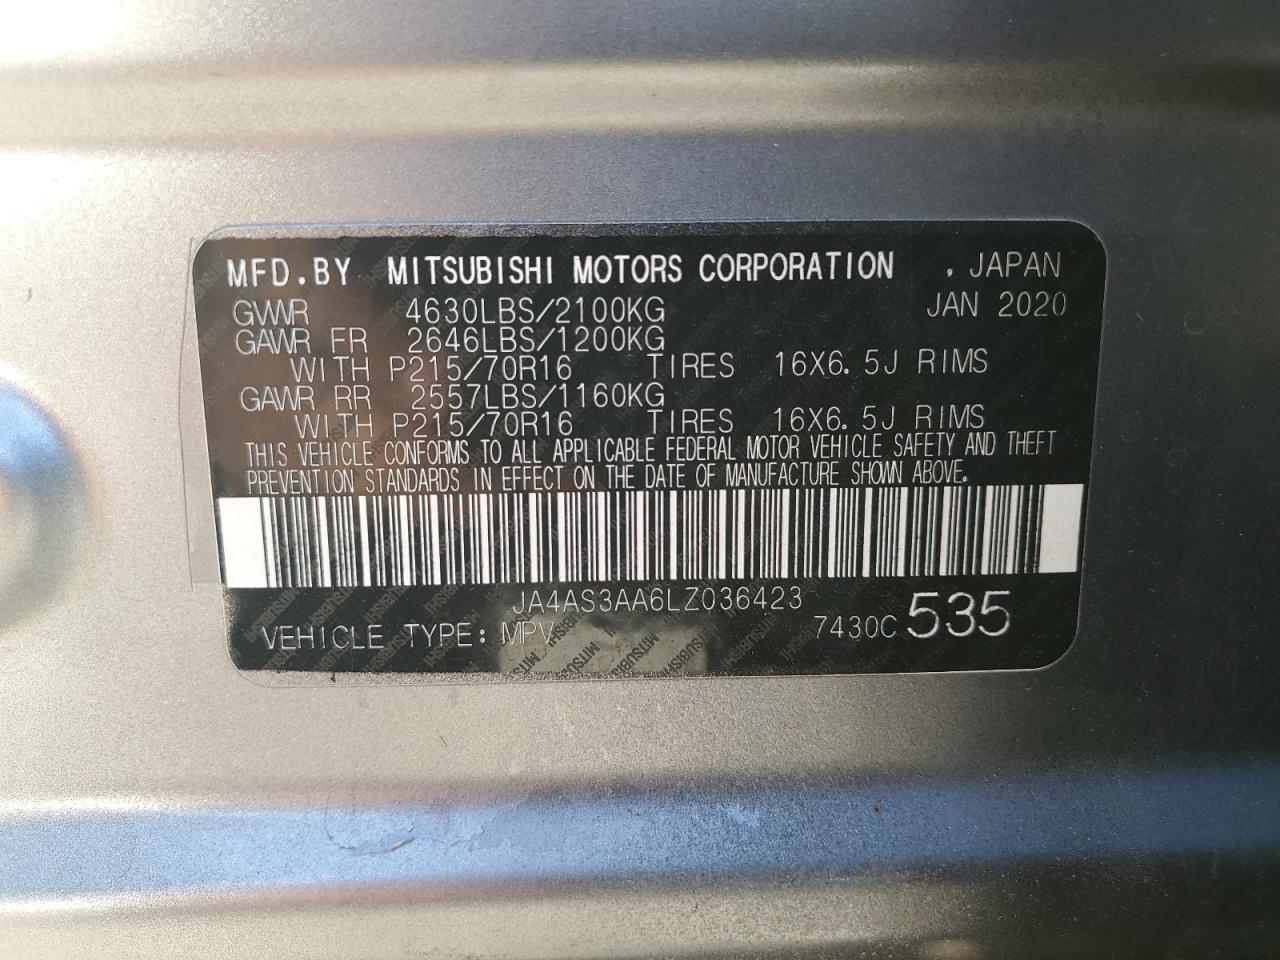 MFD.BY MITSUBISHI MOTORS CORPORATION . JAPAN
GVWR 4630LBS/2100KG JAN 2020
GAWR FR 2646LBS/1200KG
WITH P215/70R16 TIRES 16X6.5J RIMS
GAWR RR 2557LBS/1160KG
WITH P215/70R16 TIRES 16X6.5J RIMS
THIS VEHICLE CONFORMS TO ALL APPLICABLE FEDERAL MOTOR VEHICLE SAFETY AND THEFT
PREVENTION STANDARDS IN EFFECT ON THE DATE OF MANUFACTURE SHOWN ABOVE.
JA4AS3AA6LZ036423
VEHICLE TYPE: MPV 7430C 535